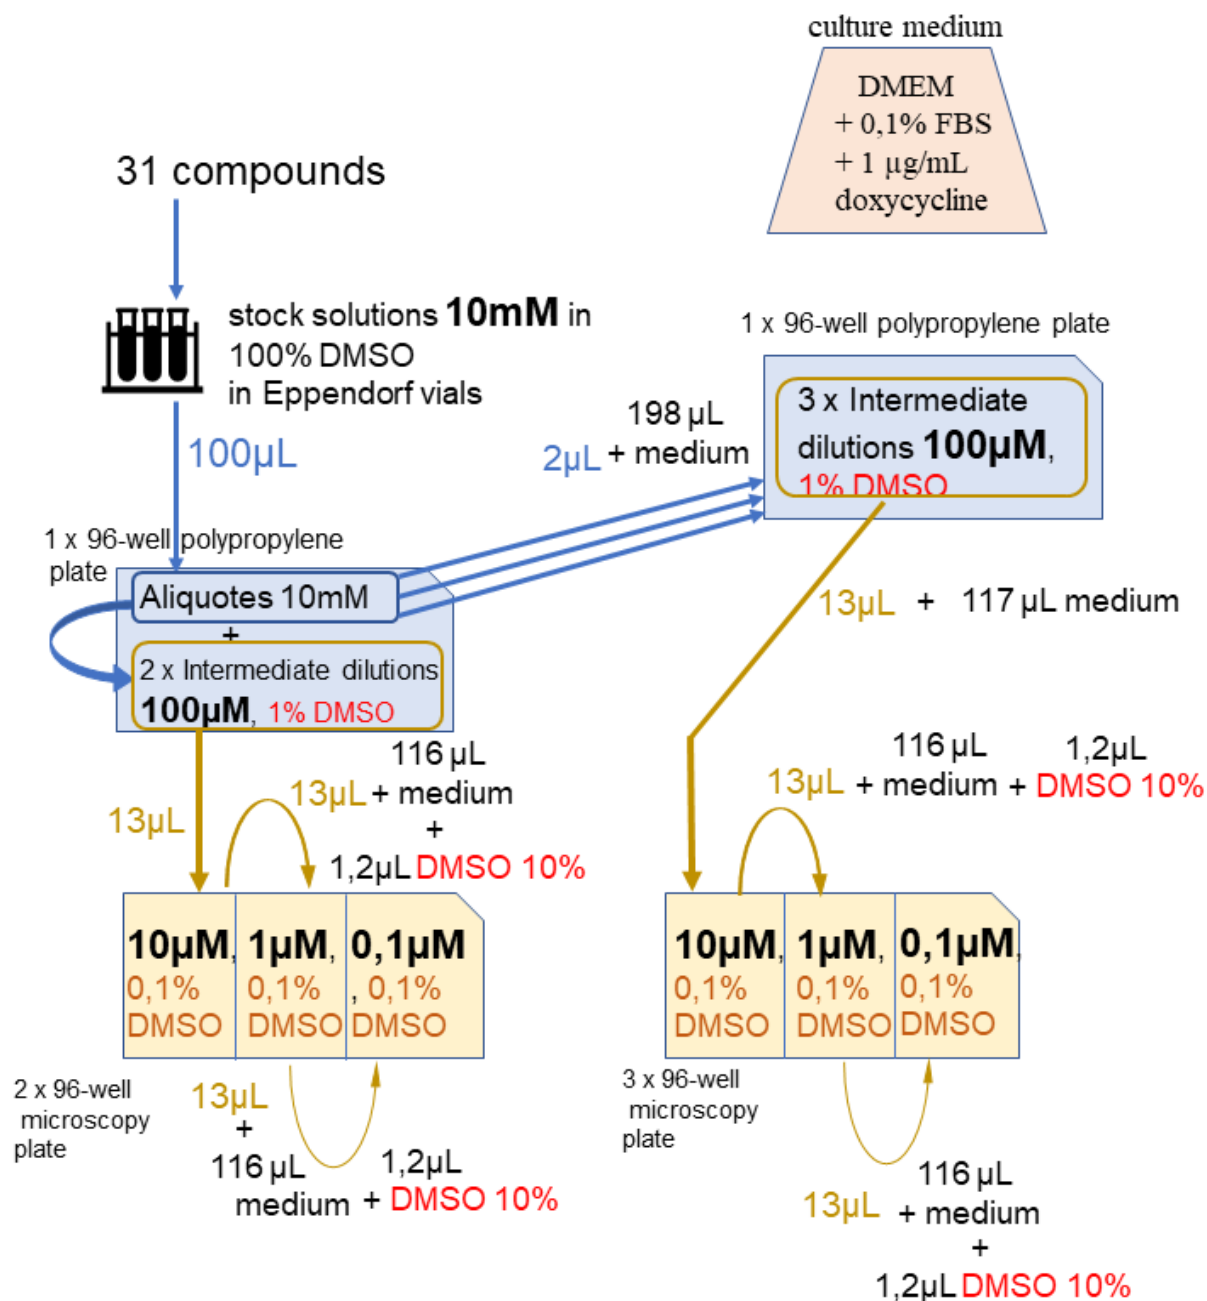 culture medium
DMEM
+ 0,1% FBS
+ 1 µg/mL
doxycycline
31 compounds
stock solutions 10mM in
100% DMSO
in Eppendorf vials
100µL
1 x 96-well polypropylene plate
3 x Intermediate
dilutions 100µM,
1% DMSO
2µL + 198 µL
medium
1 x 96-well polypropylene
plate
Aliquotes 10mM
+
2 x Intermediate dilutions
100µM, 1% DMSO
13µL + 117 µL medium
13µL
13µL + 116 µL
medium
+
1,2µL DMSO 10%
13µL + 116 µL
medium + 1,2µL
DMSO 10%
10µM,
0,1%
DMSO
1µM,
0,1%
DMSO
0,1µM
, 0,1%
DMSO
2 x 96-well
microscopy
plate
13µL
+
116 µL
medium + 1,2µL
DMSO 10%
10µM,
0,1%
DMSO
1µM,
0,1%
DMSO
0,1µM,
0,1%
DMSO
3 x 96-well
microscopy
plate
13µL + 116 µL
medium
+
1,2µL DMSO 10%